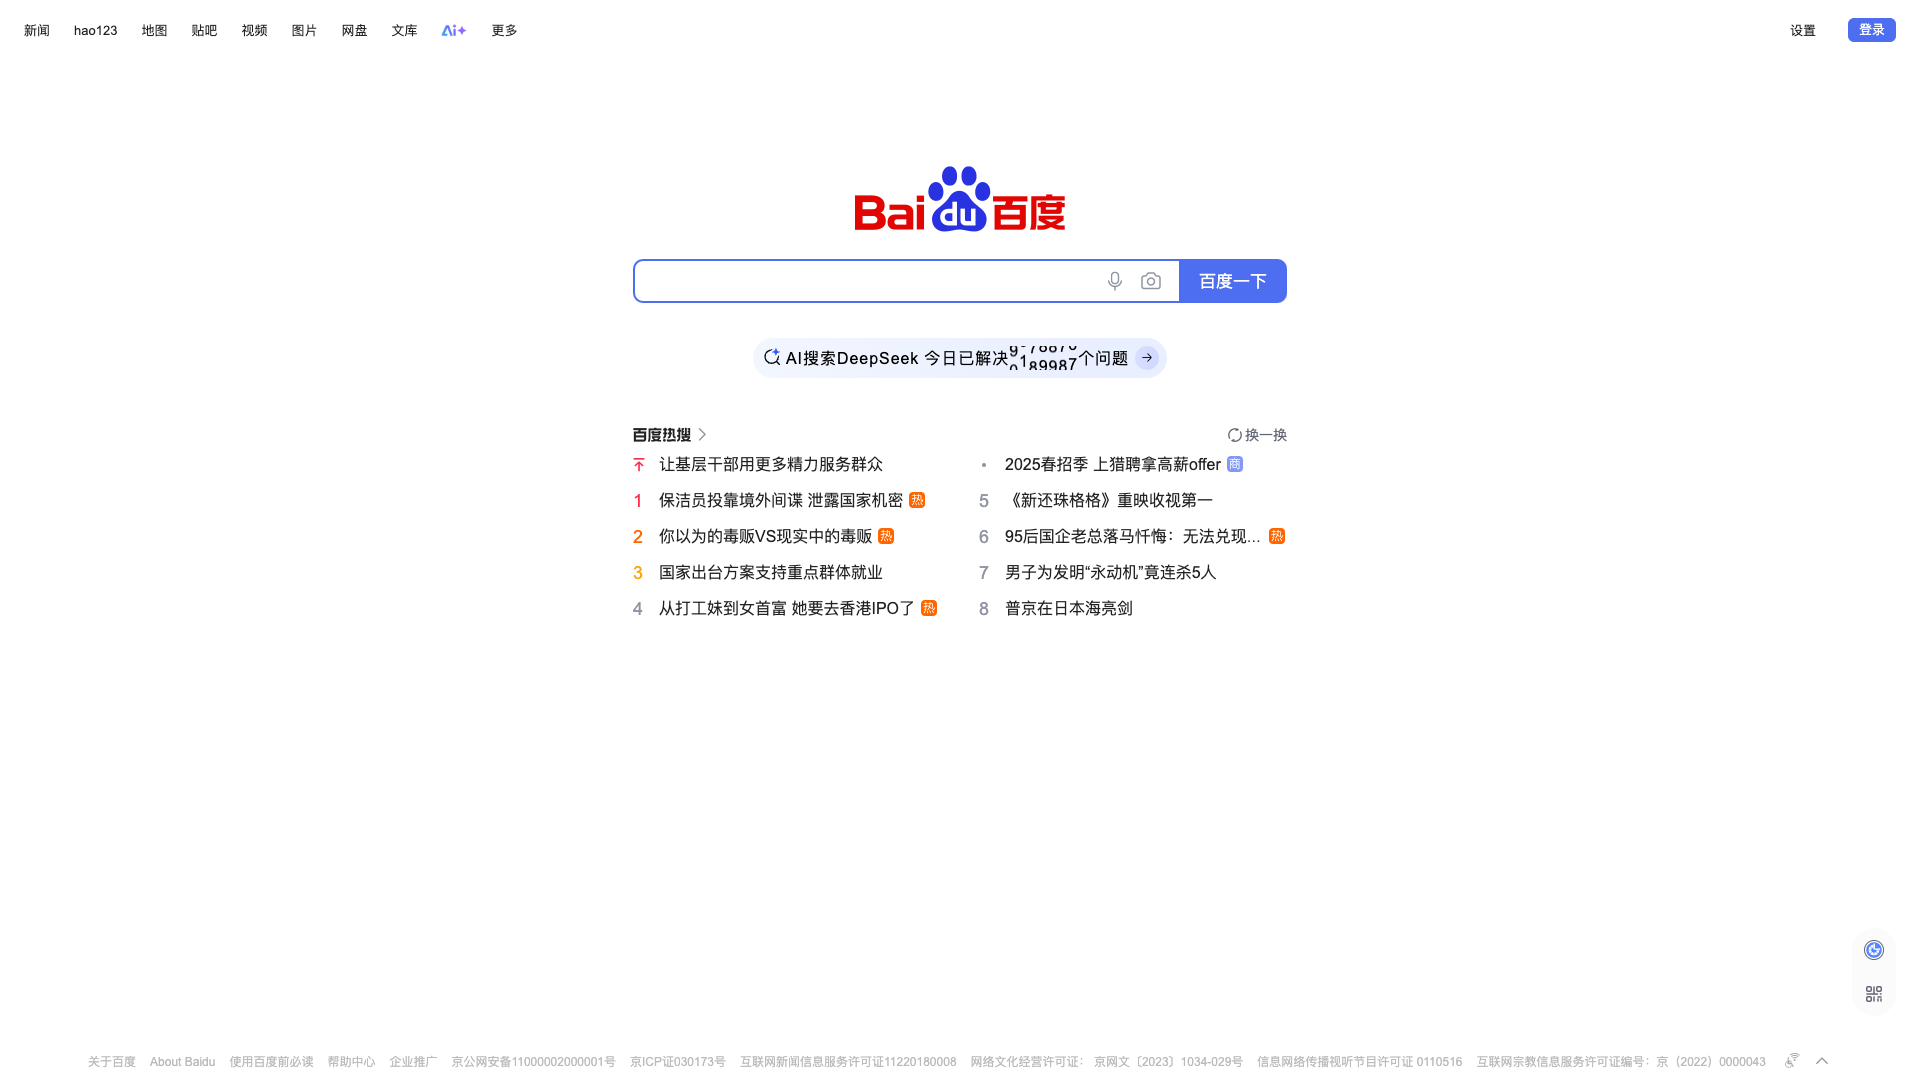 新闻 hao123 地图 贴吧 视频 图片 网盘 文库 Ai+ 更多 设置 登录
Bai du 百度
百度一下
AI搜索DeepSeek 今日已解决 个问题
百度热搜 换一换
让基层干部用更多精力服务群众
1 保洁员投靠境外间谍 泄露国家机密 热
2 你以为的毒贩VS现实中的毒贩 热
3 国家出台方案支持重点群体就业
4 从打工妹到女首富 她要去香港IPO了 热
• 2025春招季 上猎聘拿高薪offer 商
5 《新还珠格格》重映收视第一
6 95后国企老总落马忏悔：无法兑现... 热
7 男子为发明“永动机”竟连杀5人
8 普京在日本海亮剑
关于百度 About Baidu 使用百度前必读 帮助中心 企业推广 京公网安备11000002000001号 京ICP证030173号 互联网新闻信息服务许可证11220180008 网络文化经营许可证： 京网文〔2023〕1034-029号 信息网络传播视听节目许可证 0110516 互联网宗教信息服务许可证编号：京（2022）0000043